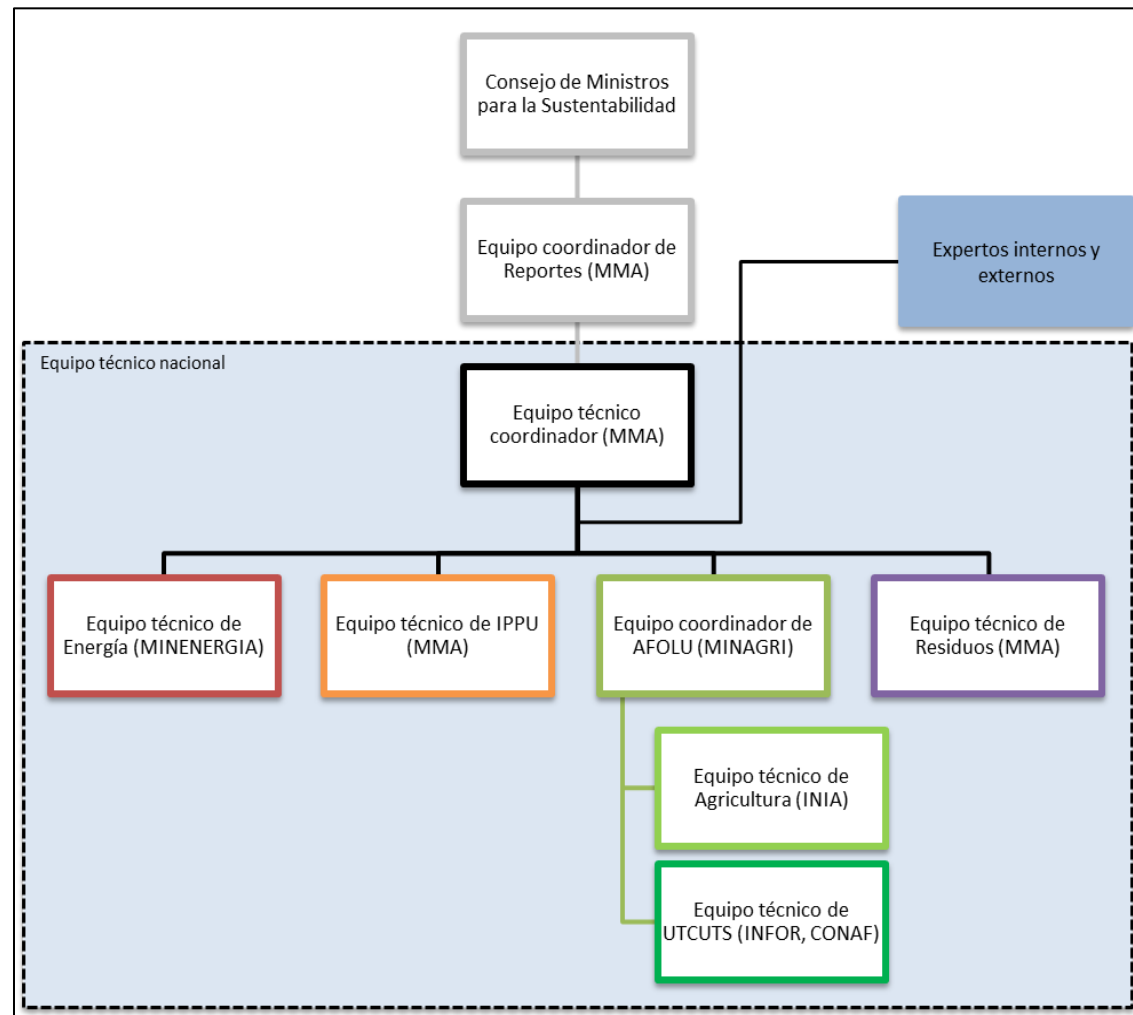 Consejo de Ministros
para la Sustentabilidad
Equipo coordinador de
Reportes (MMA)
Expertos internos y
externos
Equipo técnico nacional
Equipo técnico
coordinador (MMA)
Equipo técnico de
Energía (MINENERGIA)
Equipo técnico de IPPU
(MMA)
Equipo coordinador de
AFOLU (MINAGRI)
Equipo técnico de
Residuos (MMA)
Equipo técnico de
Agricultura (INIA)
Equipo técnico de
UTCUTS (INFOR, CONAF)